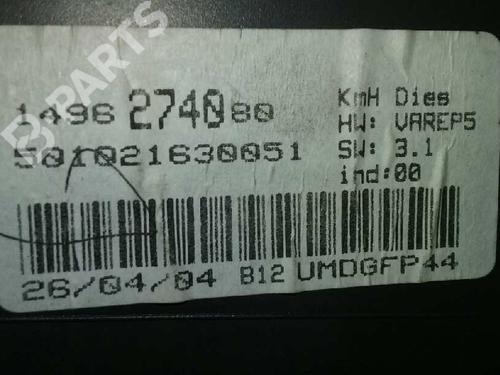 B PARTS
1496 2740 80
501021630051
KmH Dies
HW: VAREP5
SW: 3.1
ind:00
26/04/04 B12 UMDGFP44